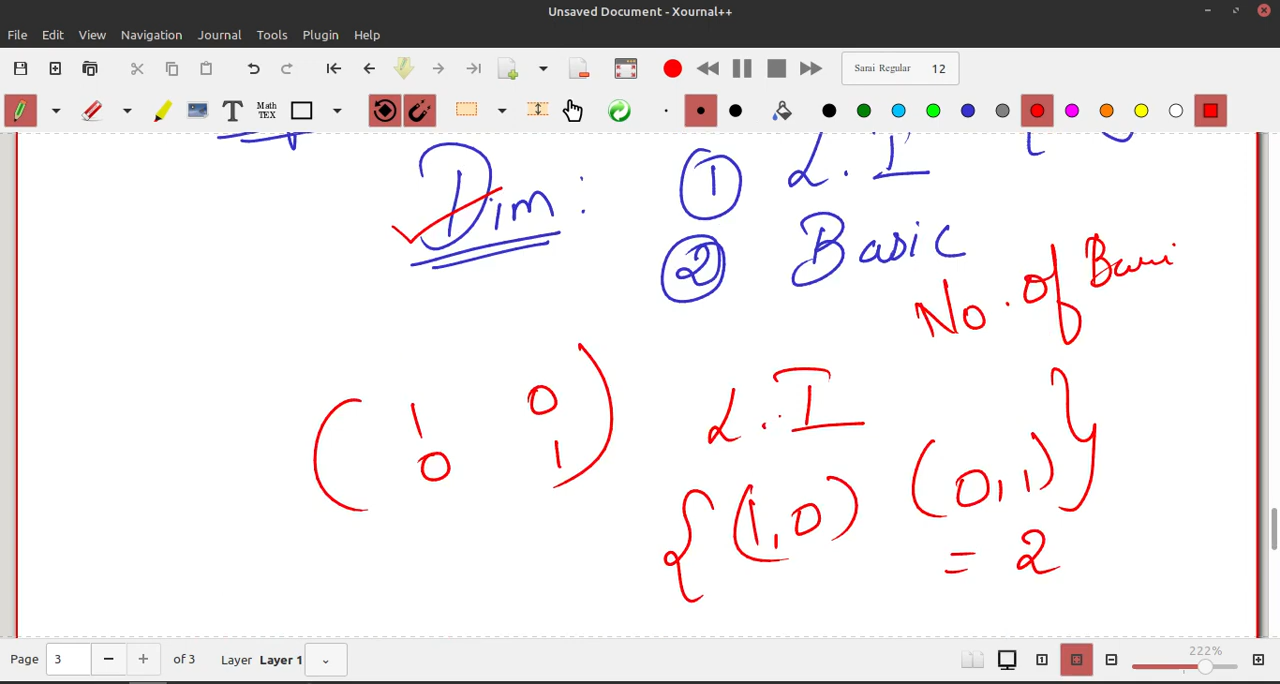 Unsaved Document - Xournal++
File Edit View Navigation Journal Tools Plugin Help
Sarai Regular 12
Math TEX
Dim : ① L.I
② Basic
No. of Basi
( 1 0 L.I
0 1 ) { (1,0) (0,1) }
= 2
Page 3 of 3 Layer Layer 1 222%